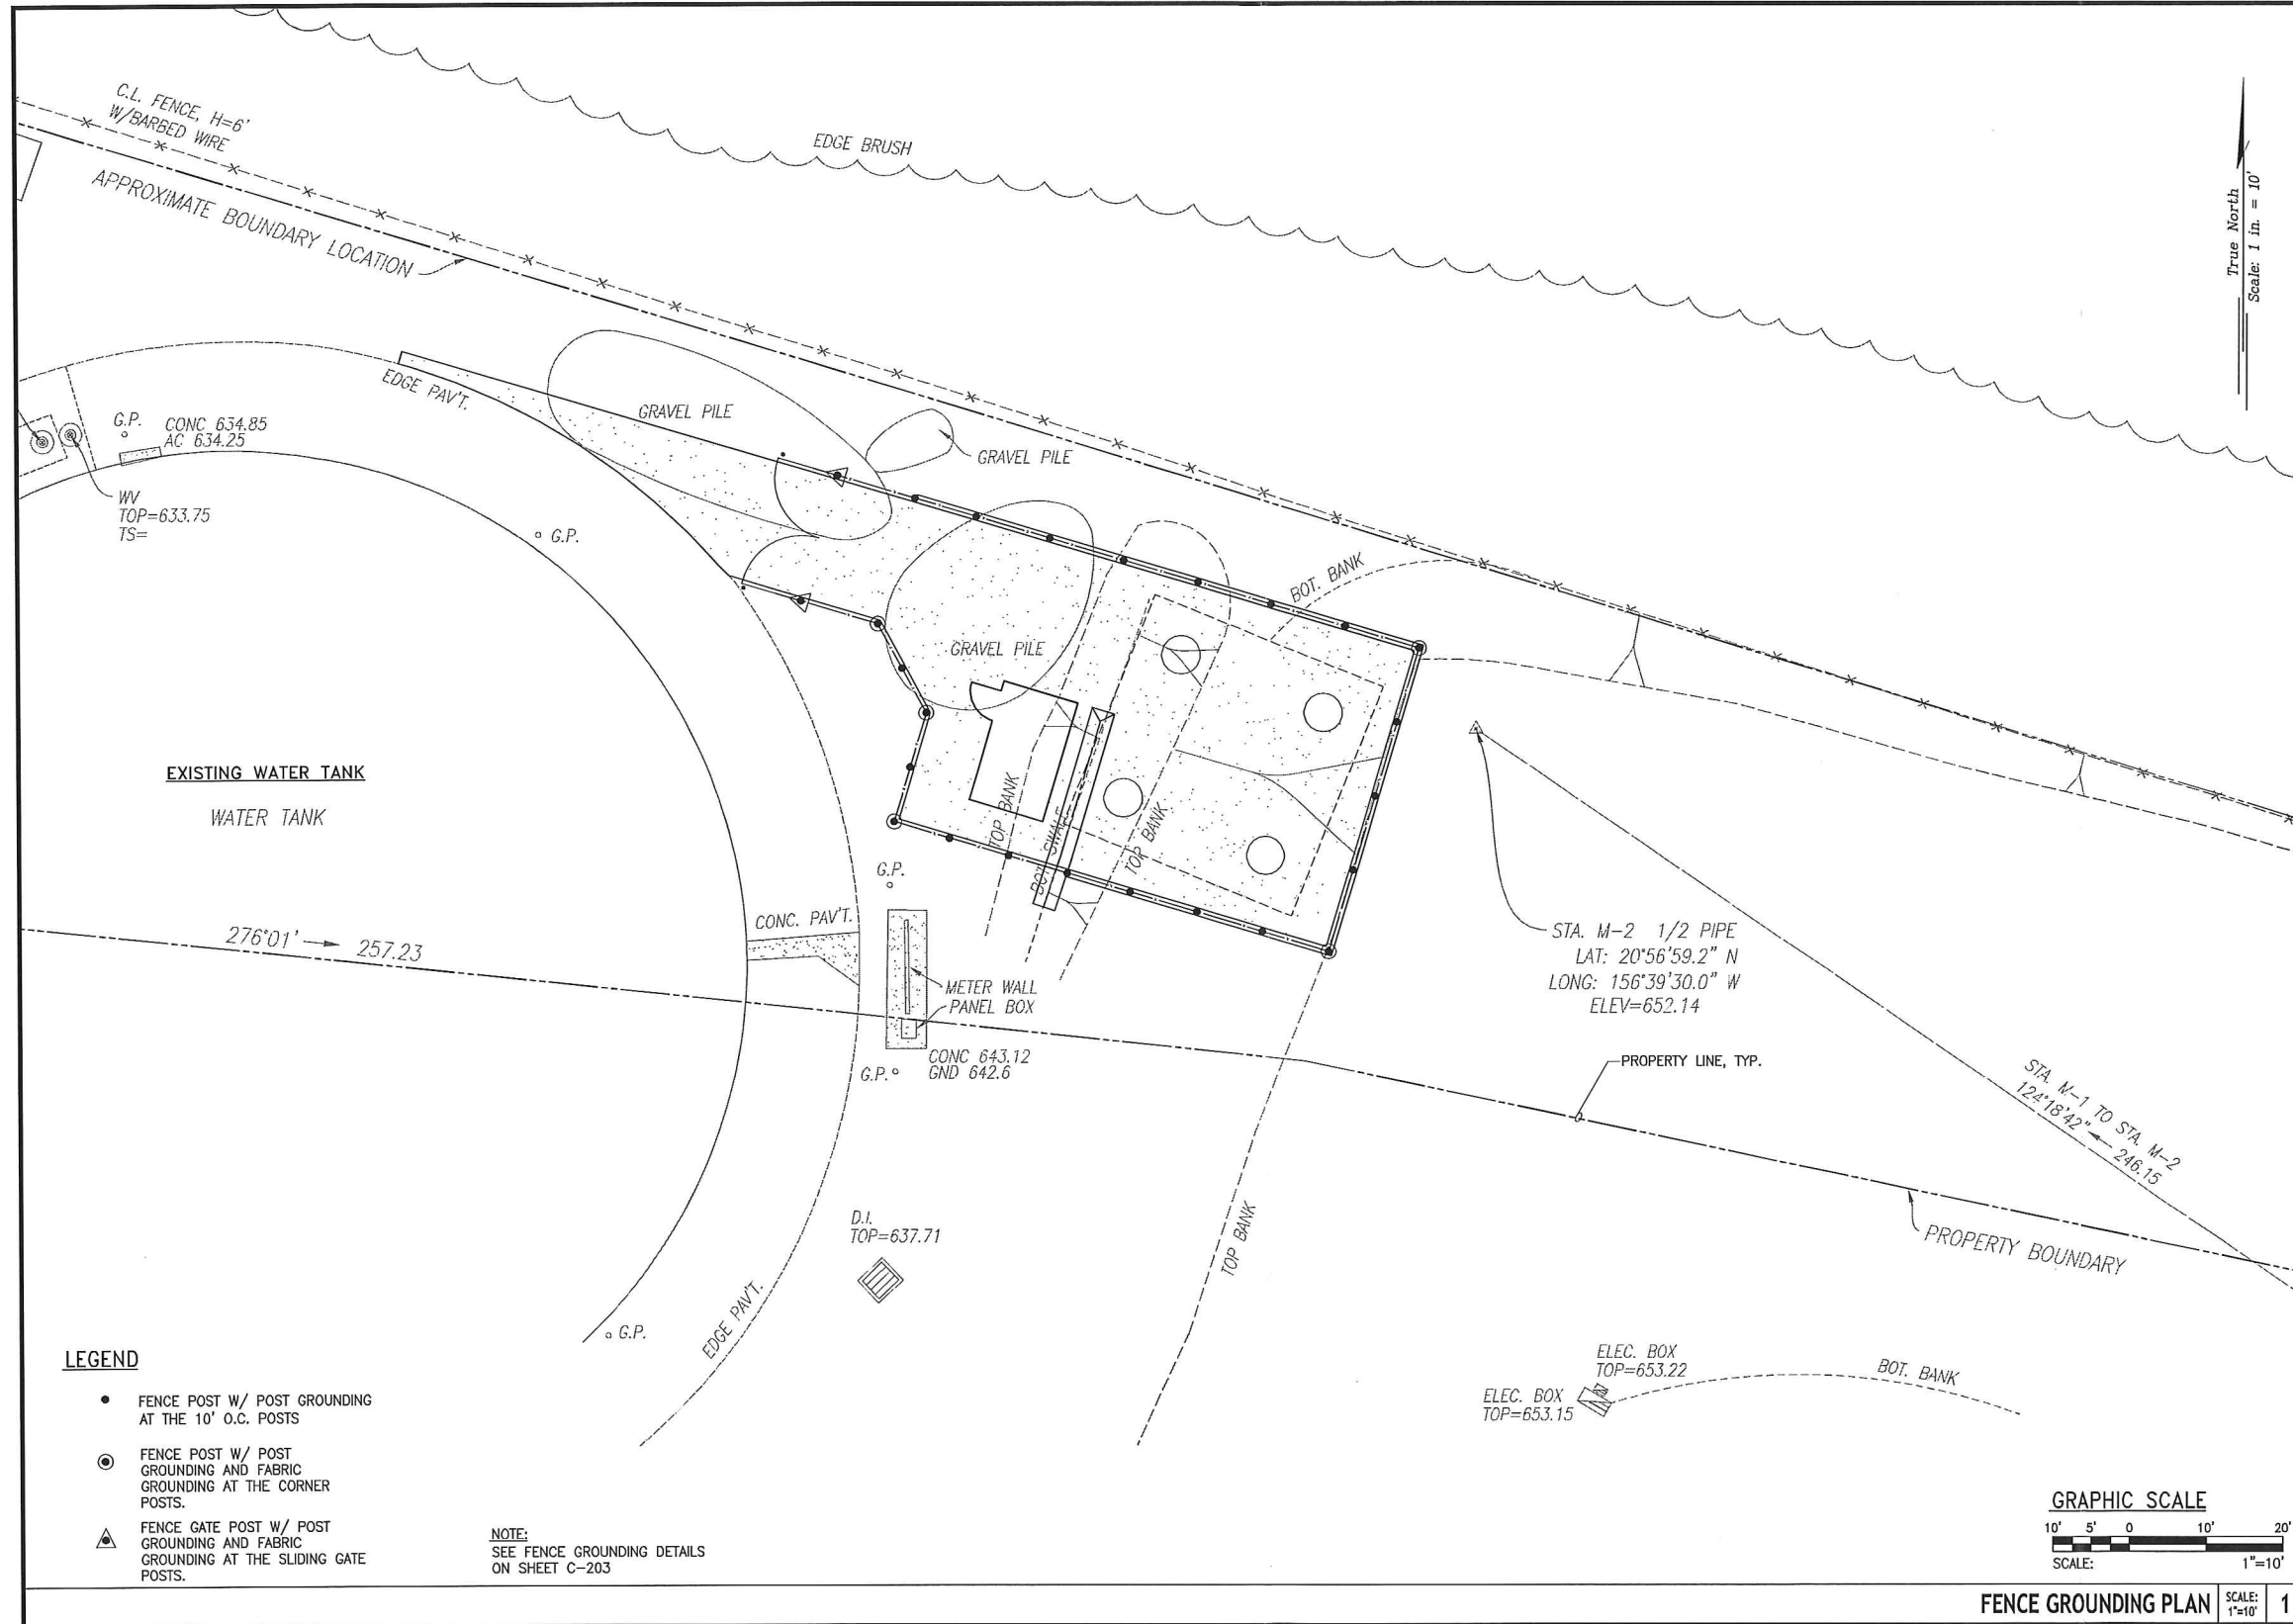 C.L. FENCE, H=6'
W/BARBED WIRE
APPROXIMATE BOUNDARY LOCATION
EDGE BRUSH
True North
Scale: 1 in. = 10'
EDGE PAV'T.
GRAVEL PILE
GRAVEL PILE
G.P.
CONC 634.85
AC 634.25
WV
TOP=633.75
TS=
G.P.
BOT. BANK
GRAVEL PILE
EXISTING WATER TANK
WATER TANK
TOP BANK
BOT. SWALE
TOP BANK
G.P.
CONC. PAV'T.
276°01' 257.23
METER WALL
PANEL BOX
CONC 643.12
GND 642.6
G.P.
STA. M-2 1/2 PIPE
LAT: 20°56'59.2" N
LONG: 156°39'30.0" W
ELEV=652.14
PROPERTY LINE, TYP.
STA. M-1 TO STA. M-2
124°18'42" 246.15
PROPERTY BOUNDARY
D.I.
TOP=637.71
TOP BANK
EDGE PAV'T.
G.P.
ELEC. BOX
TOP=653.22
ELEC. BOX
TOP=653.15
BOT. BANK
LEGEND
FENCE POST W/ POST GROUNDING
AT THE 10' O.C. POSTS
FENCE POST W/ POST
GROUNDING AND FABRIC
GROUNDING AT THE CORNER
POSTS.
FENCE GATE POST W/ POST
GROUNDING AND FABRIC
GROUNDING AT THE SLIDING GATE
POSTS.
NOTE:
SEE FENCE GROUNDING DETAILS
ON SHEET C-203
GRAPHIC SCALE
10' 5' 0 10' 20'
SCALE: 1"=10'
FENCE GROUNDING PLAN
SCALE:
1"=10'
1